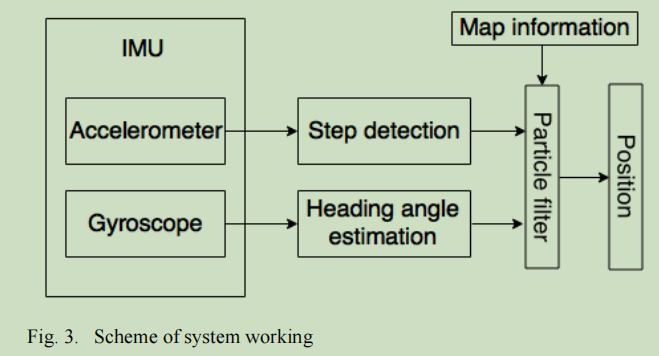 Map information
IMU
Accelerometer
Step detection
Particle filter
Position
Gyroscope
Heading angle
estimation
Fig. 3. Scheme of system working